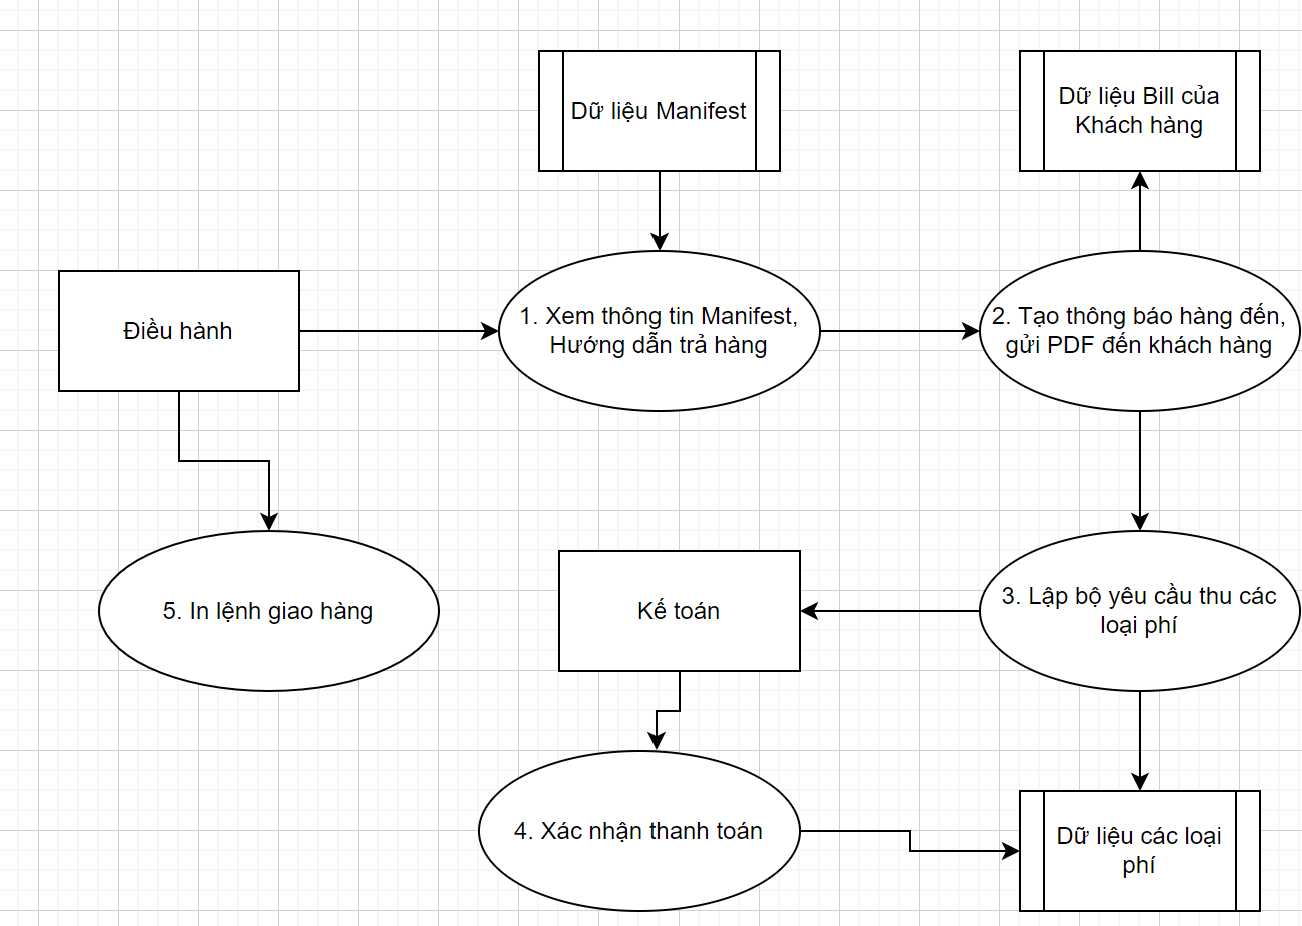 Dữ liệu Manifest
Dữ liệu Bill của
Khách hàng
Điều hành
1. Xem thông tin Manifest,
Hướng dẫn trả hàng
2. Tạo thông báo hàng đến,
gửi PDF đến khách hàng
5. In lệnh giao hàng
Kế toán
3. Lập bộ yêu cầu thu các
loại phí
4. Xác nhận thanh toán
Dữ liệu các loại
phí